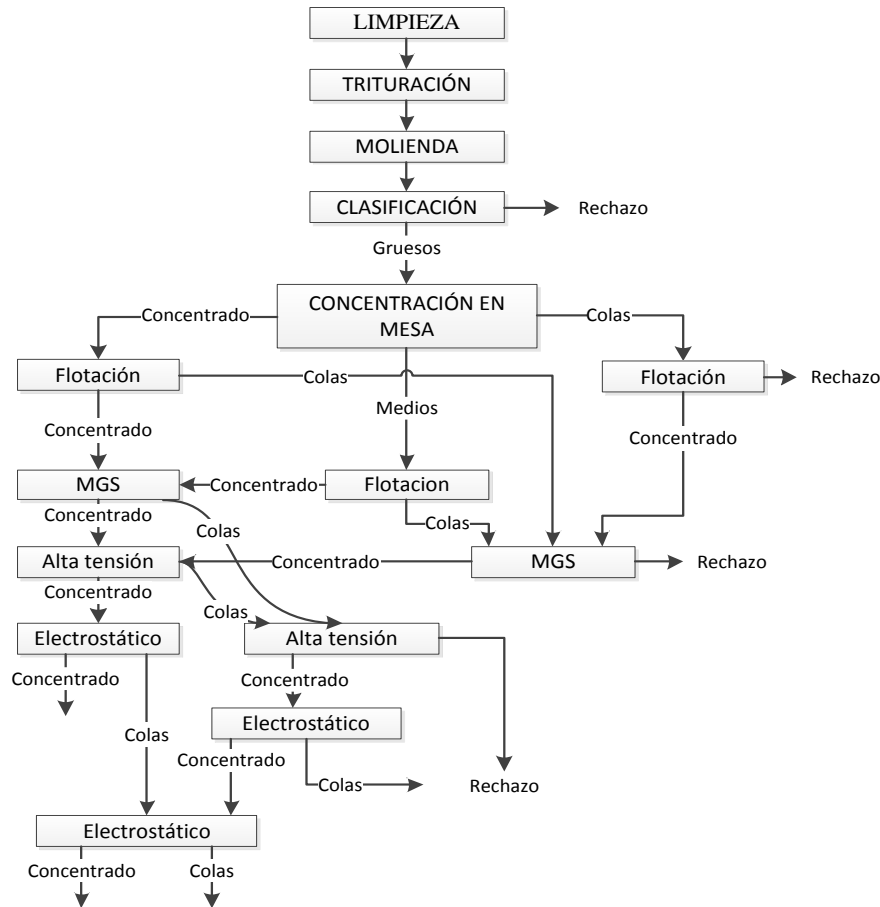 LIMPIEZA
TRITURACIÓN
MOLIENDA
CLASIFICACIÓN
Rechazo
Gruesos
CONCENTRACIÓN EN
MESA
Concentrado
Colas
Flotación
Colas
Flotación
Rechazo
Medios
Concentrado
Concentrado
MGS
Concentrado
Flotacion
Concentrado
Colas
Colas
Alta tensión
Concentrado
MGS
Rechazo
Concentrado
Colas
Electrostático
Alta tensión
Concentrado
Concentrado
Electrostático
Colas
Concentrado
Colas
Rechazo
Electrostático
Concentrado
Colas